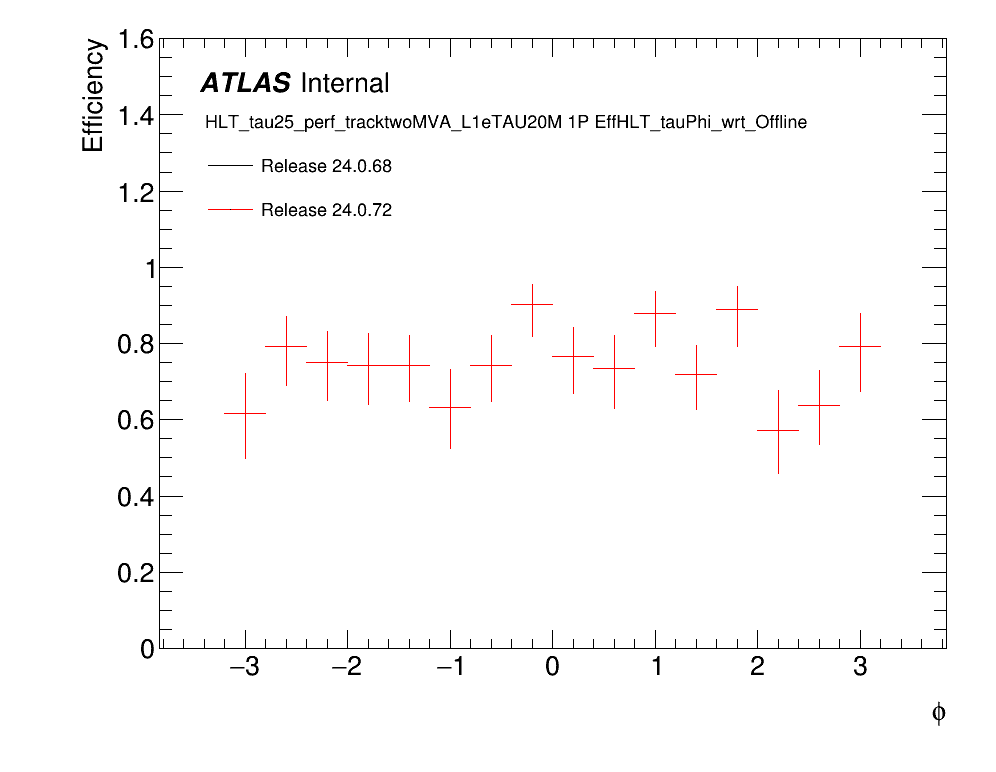 Efficiency
1.6
1.4
1.2
1
0.8
0.6
0.4
0.2
0
ATLAS Internal
HLT_tau25_perf_tracktwoMVA_L1eTAU20M 1P EffHLT_tauPhi_wrt_Offline
Release 24.0.68
Release 24.0.72
−3 −2 −1 0 1 2 3
ϕ